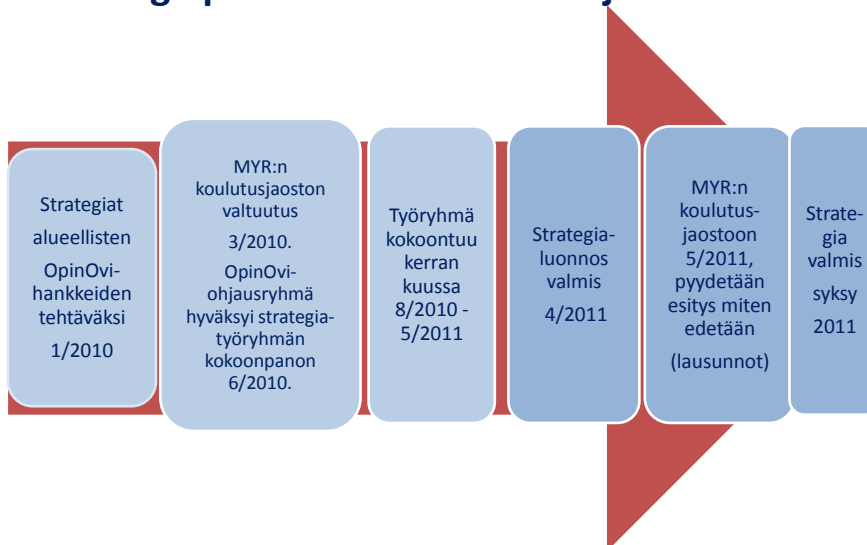 Strategiat
alueellisten
OpinOvi-
hankkeiden
tehtäväksi
1/2010
MYR:n
koulutusjaoston
valtuutus
3/2010.
OpinOvi-
ohjausryhmä
hyväksyi strategia-
työryhmän
kokoonpanon
6/2010.
Työryhmä
kokoontuu
kerran
kuussa
8/2010 -
5/2011
Strategia-
luonnos
valmis
4/2011
MYR:n
koulutus-
jaostoon
5/2011,
pyydetään
esitys miten
edetään
(lausunnot)
Strate-
gia
valmis
syksy
2011